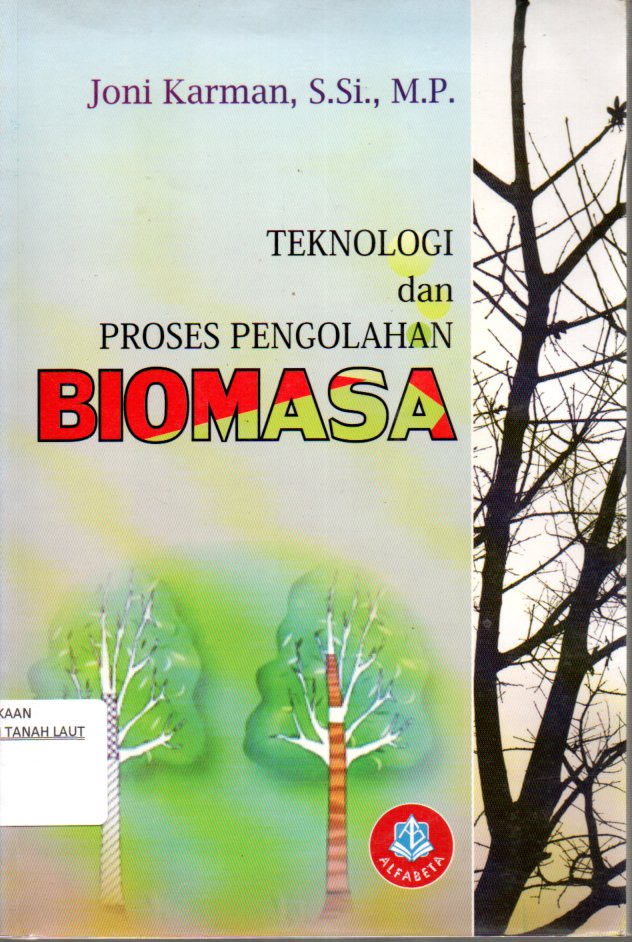 Joni Karman, S.Si., M.P.
TEKNOLOGI
dan
PROSES PENGOLAHAN
BIOMASA
KAAN
TANAH LAUT
ALFABETA